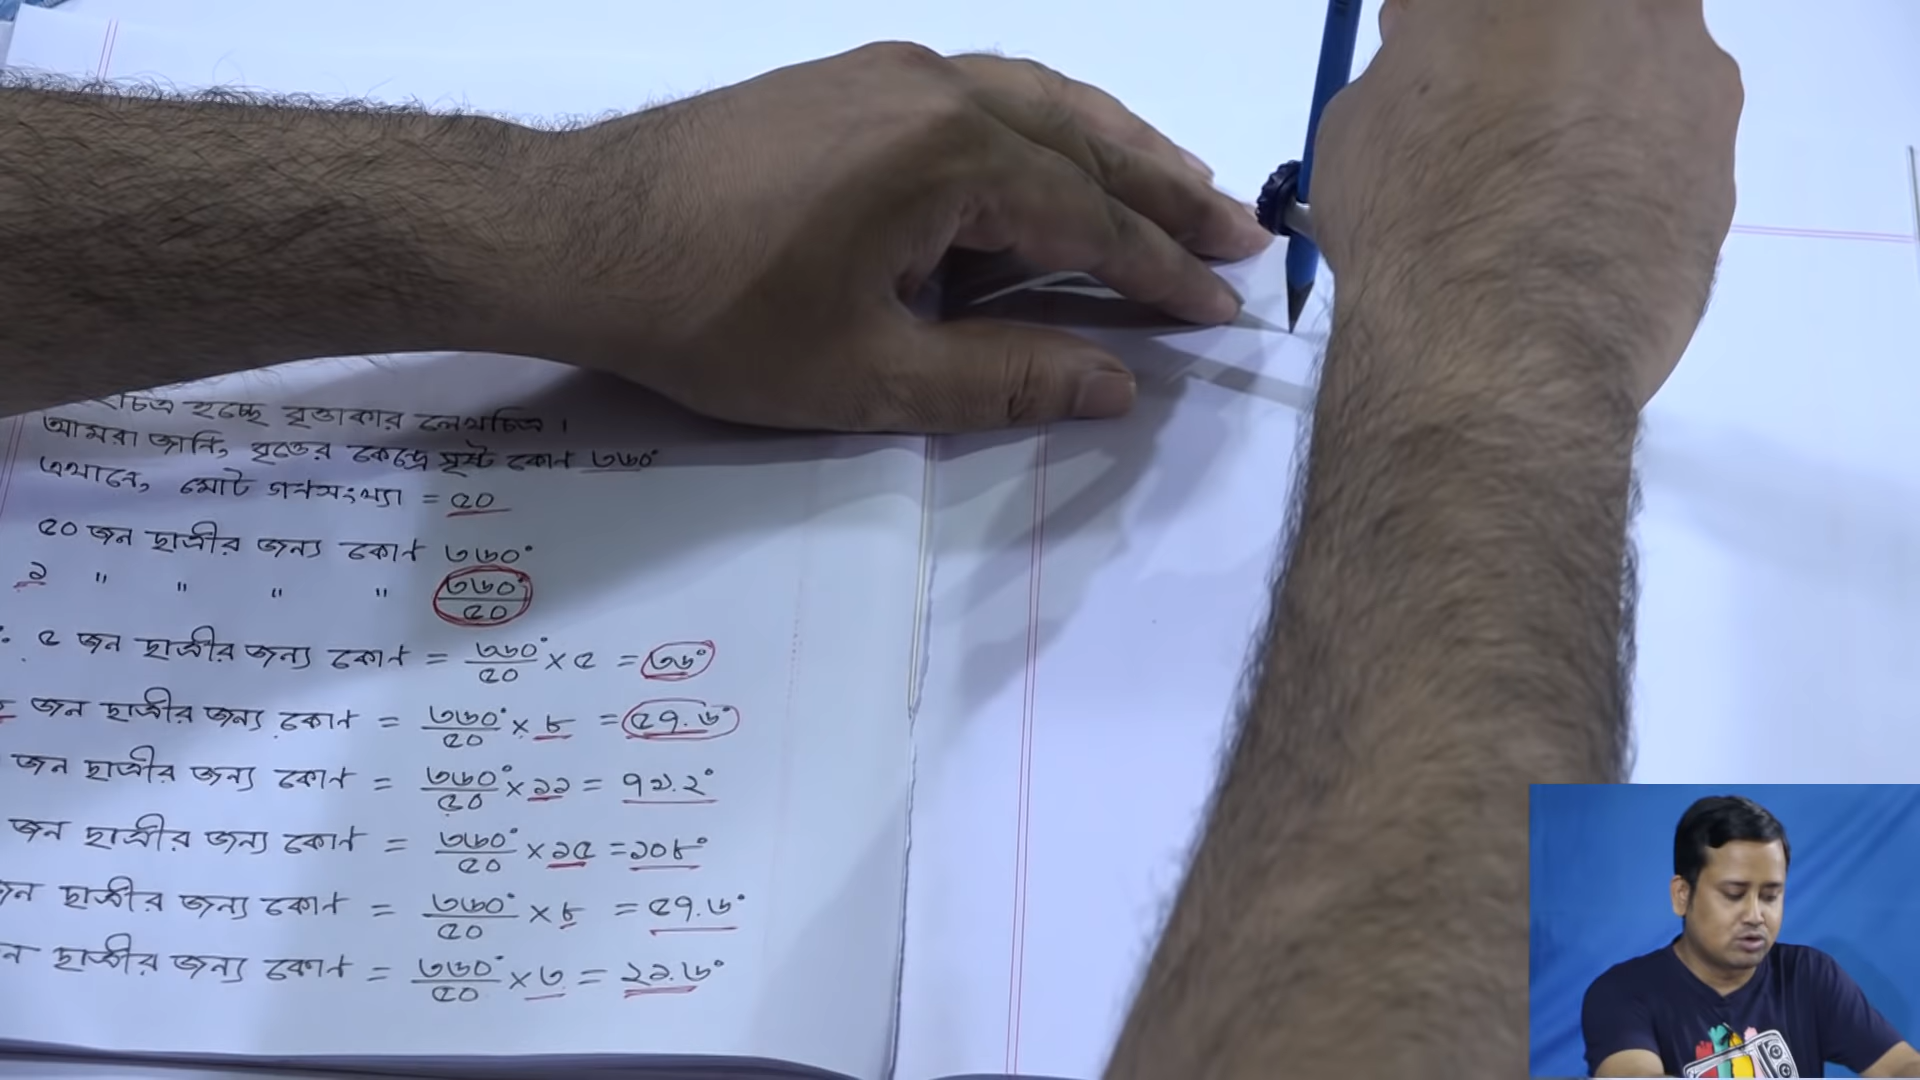 হচ্ছে বৃত্তাকার লেখচিত্র।
আমরা জানি, বৃত্তের কেন্দ্রে সৃষ্ট কোণ ৩৬০°
এখানে, মোট গণসংখ্যা = ৫০
৫০ জন ছাত্রীর জন্য কোণ ৩৬০°
১ " " " " ৩৬০°/৫০
∴ ৫ জন ছাত্রীর জন্য কোণ = ৩৬০°/৫০ × ৫ = ৩৬°
জন ছাত্রীর জন্য কোণ = ৩৬০°/৫০ × ৮ = ৫৭.৬°
জন ছাত্রীর জন্য কোণ = ৩৬০°/৫০ × ১১ = ৭৯.২°
জন ছাত্রীর জন্য কোণ = ৩৬০°/৫০ × ১৫ = ১০৮°
জন ছাত্রীর জন্য কোণ = ৩৬০°/৫০ × ৮ = ৫৭.৬°
ছাত্রীর জন্য কোণ = ৩৬০°/৫০ × ৩ = ২১.৬°